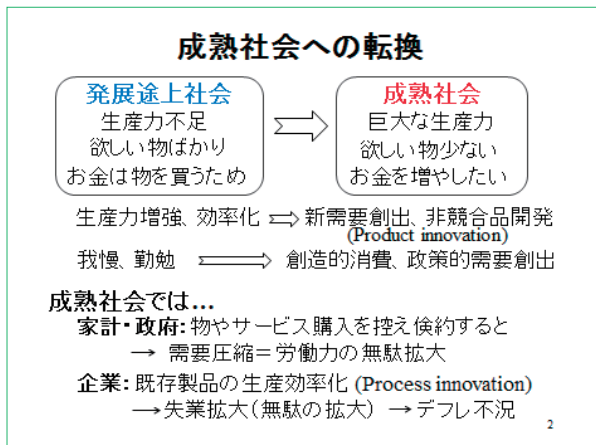 成熟社会への転換
発展途上社会
生産力不足
欲しい物ばかり
お金は物を買うため
成熟社会
巨大な生産力
欲しい物少ない
お金を増やしたい
生産力増強、効率化 ⇒ 新需要創出、非競合品開発
(Product innovation)
我慢、勤勉 ⇒ 創造的消費、政策的需要創出
成熟社会では…
家計・政府:物やサービス購入を控え倹約すると
→ 需要圧縮=労働力の無駄拡大
企業:既存製品の生産効率化 (Process innovation)
→失業拡大(無駄の拡大) →デフレ不況
2